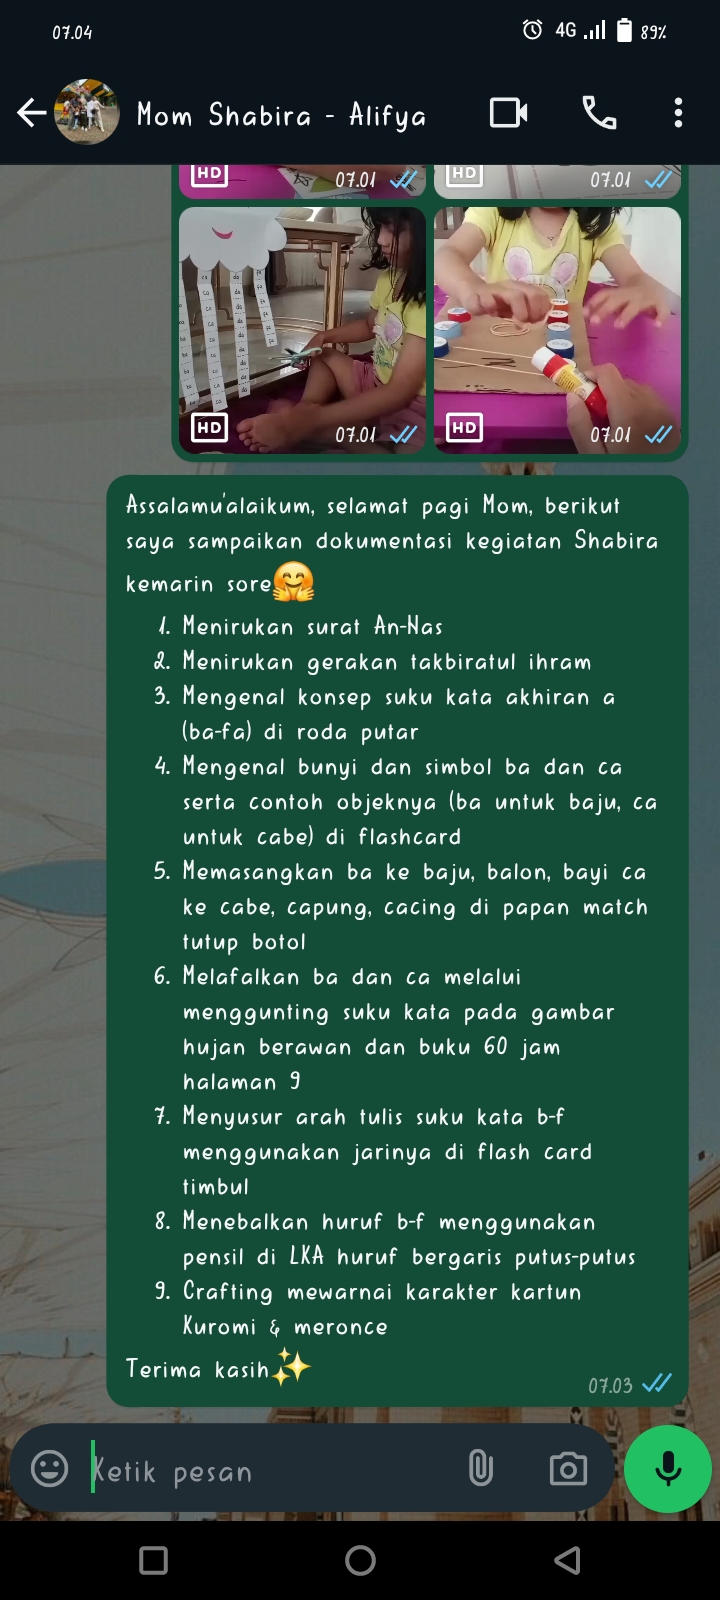 07.04
4G
89%
Mom Shabira - Alifya
HD
07.01
HD
07.01
HD
07.01
HD
07.01
Assalamu'alaikum, selamat pagi Mom, berikut
saya sampaikan dokumentasi kegiatan Shabira
kemarin sore🤗
1. Menirukan surat An-Nas
2. Menirukan gerakan takbiratul ihram
3. Mengenal konsep suku kata akhiran a
(ba-fa) di roda putar
4. Mengenal bunyi dan simbol ba dan ca
serta contoh objeknya (ba untuk baju, ca
untuk cabe) di flashcard
5. Memasangkan ba ke baju, balon, bayi ca
ke cabe, capung, cacing di papan match
tutup botol
6. Melafalkan ba dan ca melalui
menggunting suku kata pada gambar
hujan berawan dan buku 60 jam
halaman 9
7. Menyusur arah tulis suku kata b-f
menggunakan jarinya di flash card
timbul
8. Menebalkan huruf b-f menggunakan
pensil di LKA huruf bergaris putus-putus
9. Crafting mewarnai karakter kartun
Kuromi & meronce
Terima kasih✨
07.03
Ketik pesan